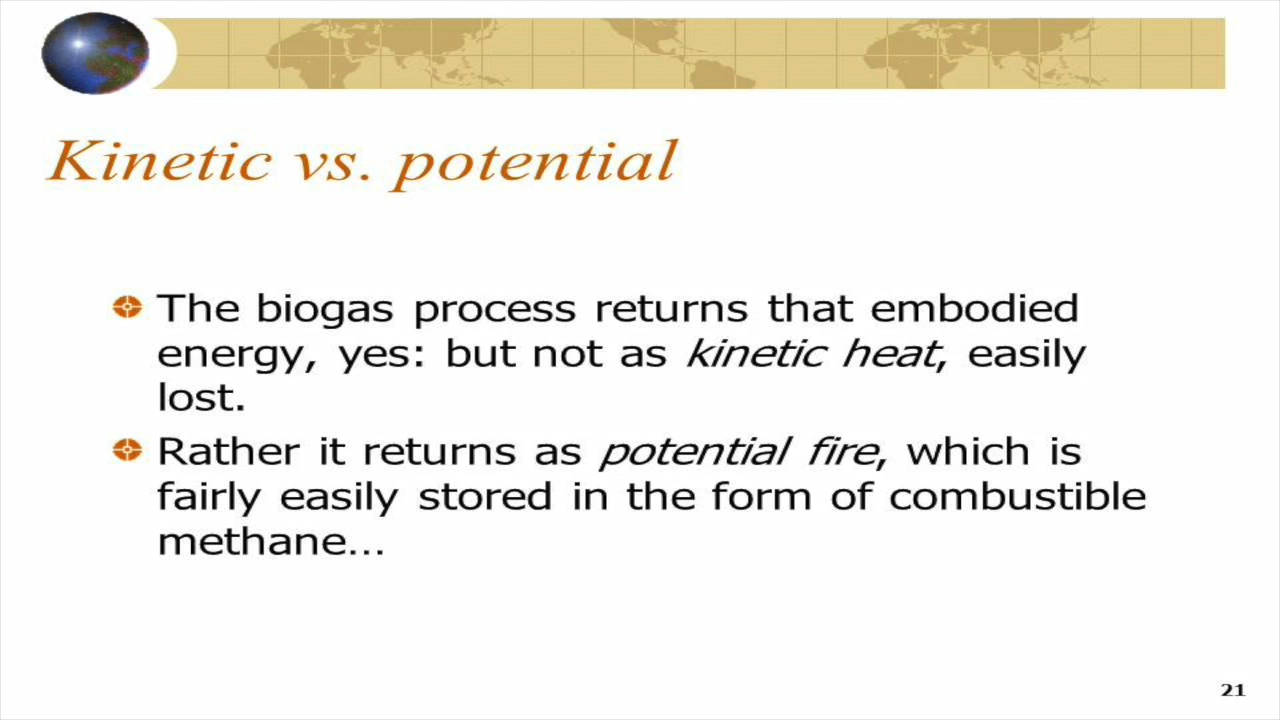 Kinetic vs. potential
The biogas process returns that embodied
energy, yes: but not as kinetic heat, easily
lost.
Rather it returns as potential fire, which is
fairly easily stored in the form of combustible
methane…
21